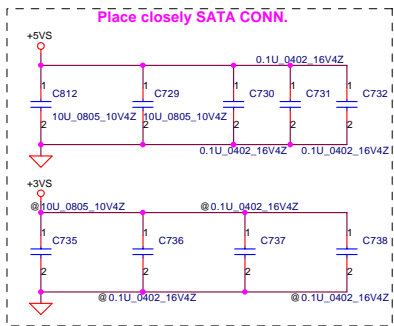 Place closely SATA CONN.
+5VS
0.1U_0402_16V4Z
1 1 1 1 1
C812 C729 C730 C731 C732
10U_0805_10V4Z 10U_0805_10V4Z
2 2 2 2 2
0.1U_0402_16V4Z 0.1U_0402_16V4Z
+3VS
@10U_0805_10V4Z @0.1U_0402_16V4Z
1 1 1 1
C735 C736 C737 C738
2 2 2 2
@0.1U_0402_16V4Z @0.1U_0402_16V4Z